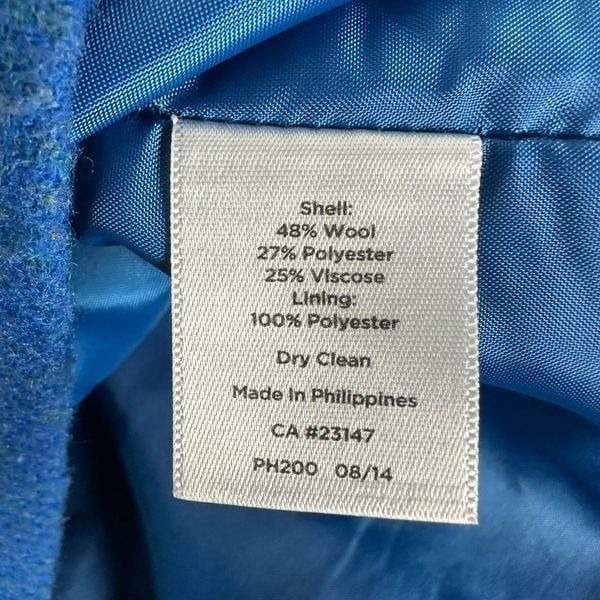 Shell:
48% Wool
27% Polyester
25% Viscose
Lining:
100% Polyester
Dry Clean
Made In Philippines
CA #23147
PH200 08/14